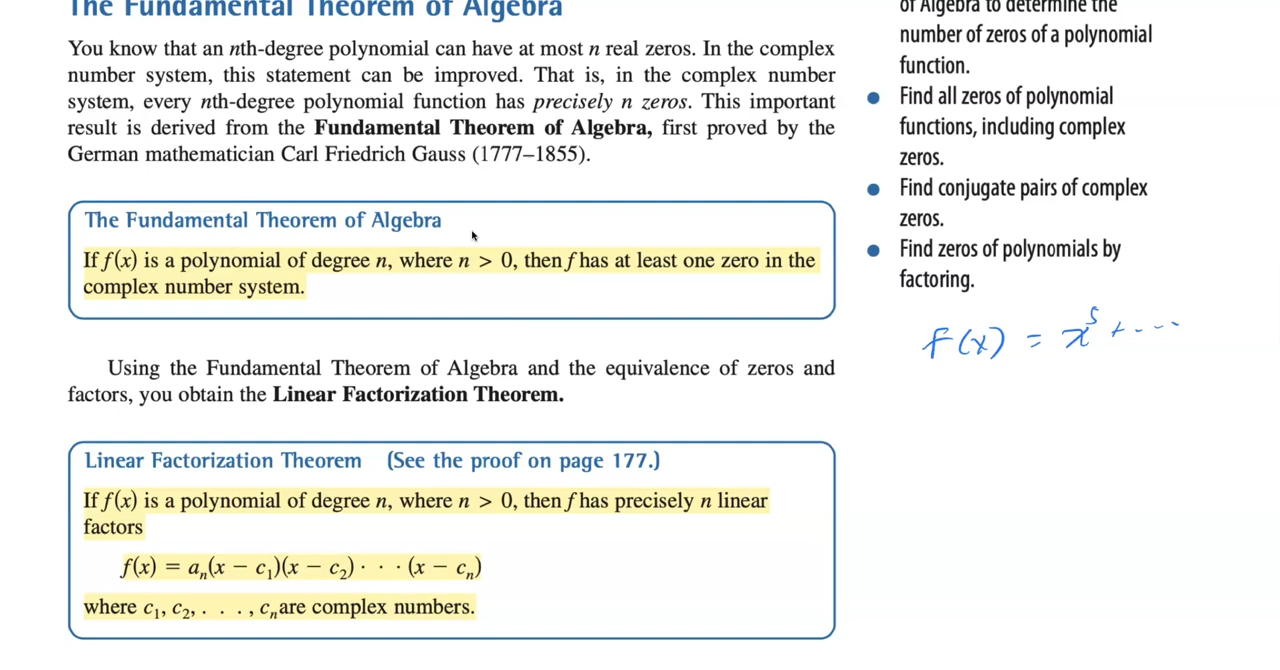 The Fundamental Theorem of Algebra
You know that an nth-degree polynomial can have at most n real zeros. In the complex
number system, this statement can be improved. That is, in the complex number
system, every nth-degree polynomial function has precisely n zeros. This important
result is derived from the Fundamental Theorem of Algebra, first proved by the
German mathematician Carl Friedrich Gauss (1777–1855).
The Fundamental Theorem of Algebra
If f(x) is a polynomial of degree n, where n > 0, then f has at least one zero in the
complex number system.
Using the Fundamental Theorem of Algebra and the equivalence of zeros and
factors, you obtain the Linear Factorization Theorem.
Linear Factorization Theorem (See the proof on page 177.)
If f(x) is a polynomial of degree n, where n > 0, then f has precisely n linear
factors
f(x) = aₙ(x − c₁)(x − c₂) · · · (x − cₙ)
where c₁, c₂, . . . , cₙ are complex numbers.
of Algebra to determine the
number of zeros of a polynomial
function.
• Find all zeros of polynomial
functions, including complex
zeros.
• Find conjugate pairs of complex
zeros.
• Find zeros of polynomials by
factoring.
f(x) = x⁵ + ...